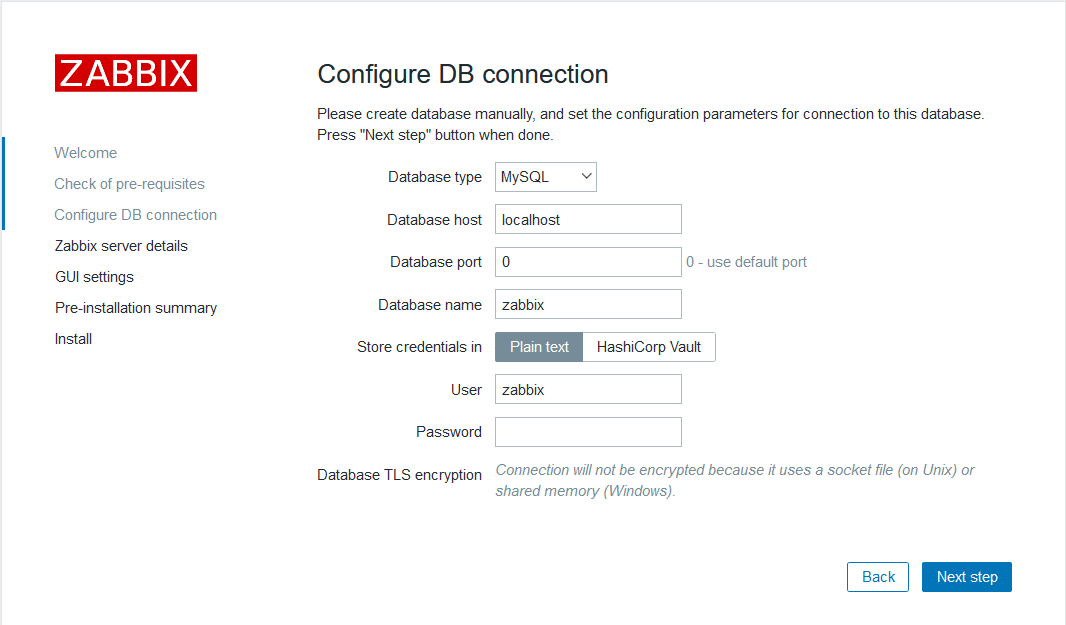 ZABBIX
Welcome
Check of pre-requisites
Configure DB connection
Zabbix server details
GUI settings
Pre-installation summary
Install
Configure DB connection
Please create database manually, and set the configuration parameters for connection to this database.
Press "Next step" button when done.
Database type MySQL
Database host localhost
Database port 0 0 - use default port
Database name zabbix
Store credentials in Plain text HashiCorp Vault
User zabbix
Password
Database TLS encryption Connection will not be encrypted because it uses a socket file (on Unix) or
shared memory (Windows).
Back Next step